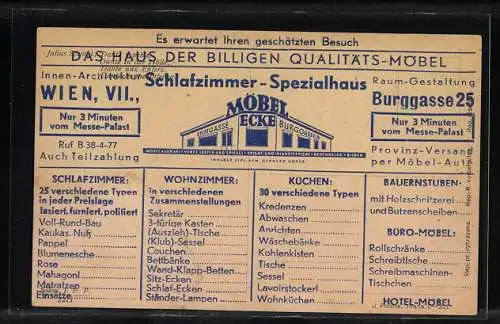 Es erwartet Ihren geschätzten Besuch
DAS HAUS DER BILLIGEN QUALITÄTS-MÖBEL
Innen-Architektur
Schlafzimmer-Spezialhaus
Raum-Gestaltung
WIEN, VII.,
Burggasse 25
Nur 3 Minuten
vom Messe-Palast
Ruf B 38-4-77
Auch Teilzahlung
MÖBEL
ECKE
BURGGASSE
Nur 3 Minuten
vom Messe-Palast
Provinz-Versand
per Möbel-Auto
SCHLAFZIMMER:
25 verschiedene Typen
in jeder Preislage
lasiert, furniert, politiert
Voll-Rund-Bau
Kaukas. Nuß
Pappel
Blumenesche
Rose
Mahagoni
Matratzen
Einsätze
WOHNZIMMER:
in verschiedenen
Zusammenstellungen
Sekretär
3-türige Kasten
(Auszieh)-Tische
(Klub)-Sessel
Couchen
Bettbänke
Wand-Klapp-Betten
Sitz-Ecken
Schlaf-Ecken
Ständer-Lampen
KÜCHEN:
30 verschiedene Typen
Kredenzen
Abwaschen
Anrichten
Wäschebänke
Kohlenkisten
Tische
Sessel
Lavoirstockerl
Wohnküchen
BAUERNSTUBEN
mit Holzschnitzerei
und Butzenscheiben
BÜRO-MÖBEL:
Rollschränke
Schreibtische
Schreibmaschinen-
Tischchen
HOTEL-MÖBEL